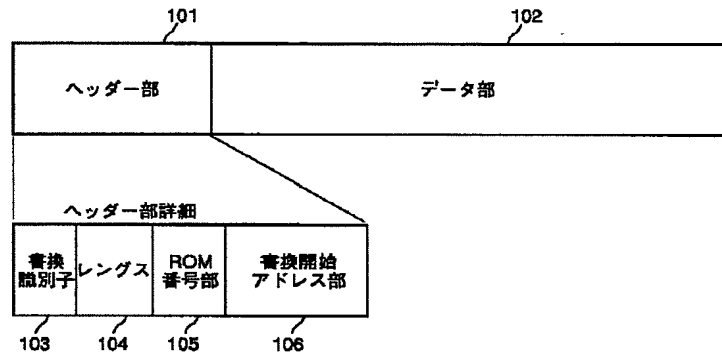 101
102
ヘッダー部
データ部
ヘッダー部詳細
書換
識別子
レングス
ROM
番号部
書換開始
アドレス部
103
104
105
106